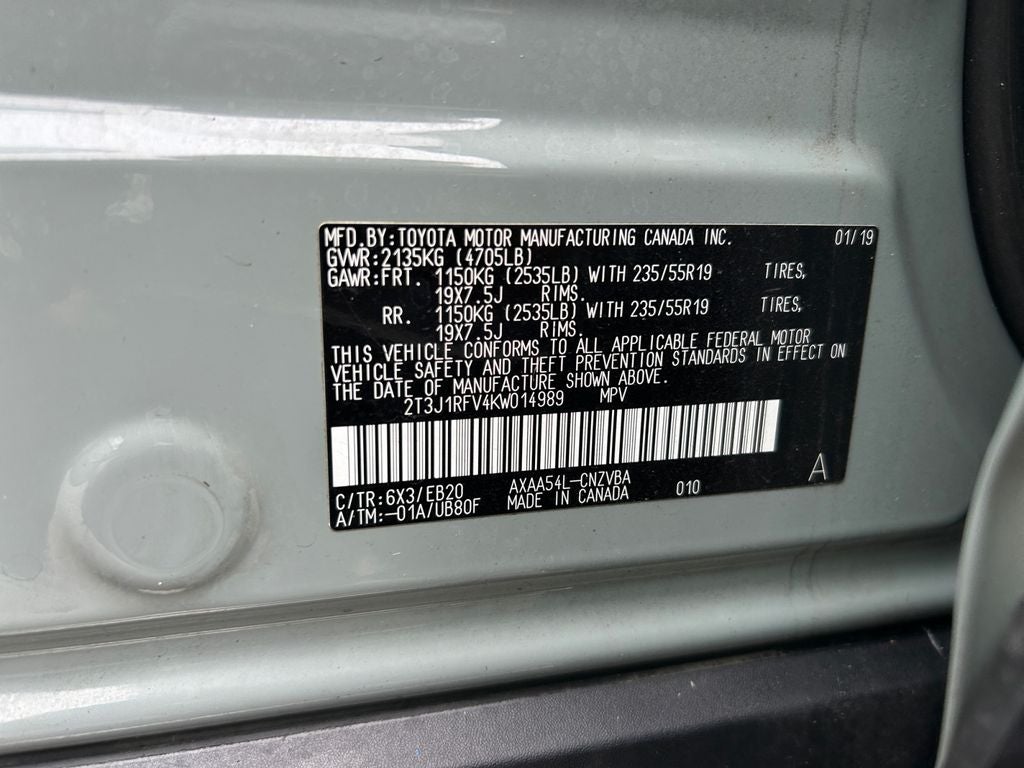 MFD.BY:TOYOTA MOTOR MANUFACTURING CANADA INC. 01/19
GVWR:2135KG (4705LB)
GAWR:FRT. 1150KG (2535LB) WITH 235/55R19 TIRES,
19X7.5J RIMS.
RR. 1150KG (2535LB) WITH 235/55R19 TIRES,
19X7.5J RIMS.
THIS VEHICLE CONFORMS TO ALL APPLICABLE FEDERAL MOTOR
VEHICLE SAFETY AND THEFT PREVENTION STANDARDS IN EFFECT ON
THE DATE OF MANUFACTURE SHOWN ABOVE.
2T3J1RFV4KW014989 MPV
C/TR:6X3/EB20 AXAA54L-CNZVBA 010 A
A/TM:-01A/UB80F MADE IN CANADA